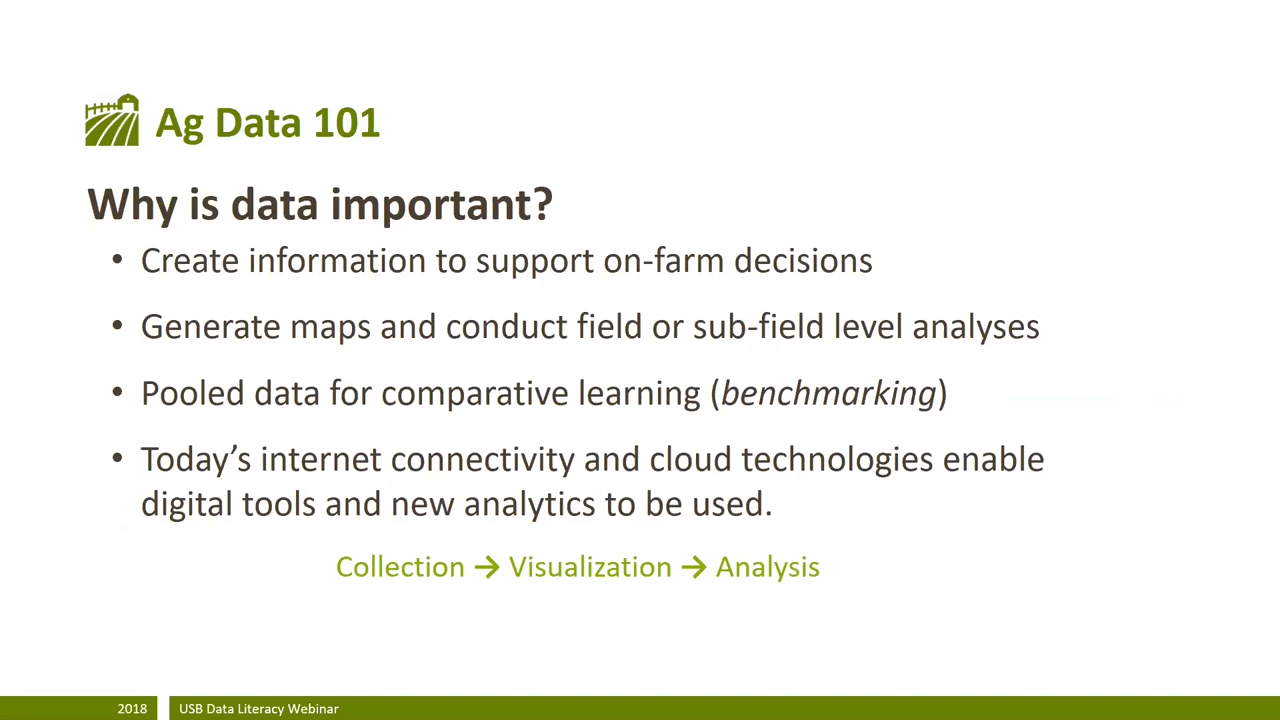 Ag Data 101
Why is data important?
• Create information to support on-farm decisions
• Generate maps and conduct field or sub-field level analyses
• Pooled data for comparative learning (benchmarking)
• Today’s internet connectivity and cloud technologies enable
digital tools and new analytics to be used.
Collection → Visualization → Analysis
2018 USB Data Literacy Webinar